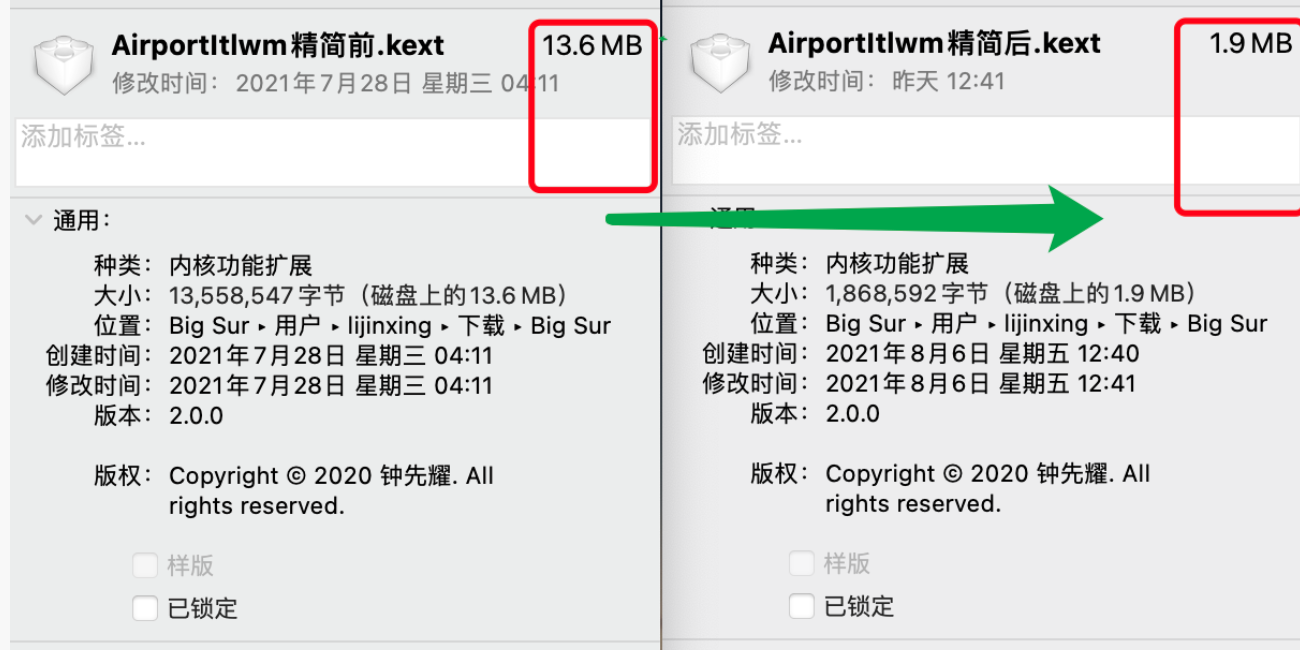 AirportItlwm精简前.kext 13.6 MB
修改时间: 2021年7月28日 星期三 04:11
添加标签...
通用:
种类: 内核功能扩展
大小: 13,558,547字节（磁盘上的13.6 MB）
位置: Big Sur ▸ 用户 ▸ lijinxing ▸ 下载 ▸ Big Sur
创建时间: 2021年7月28日 星期三 04:11
修改时间: 2021年7月28日 星期三 04:11
版本: 2.0.0
版权: Copyright © 2020 钟先耀. All
rights reserved.
样版
已锁定
AirportItlwm精简后.kext 1.9 MB
修改时间: 昨天 12:41
添加标签...
通用
种类: 内核功能扩展
大小: 1,868,592字节（磁盘上的1.9 MB）
位置: Big Sur ▸ 用户 ▸ lijinxing ▸ 下载 ▸ Big Sur
创建时间: 2021年8月6日 星期五 12:40
修改时间: 2021年8月6日 星期五 12:41
版本: 2.0.0
版权: Copyright © 2020 钟先耀. All
rights reserved.
样版
已锁定